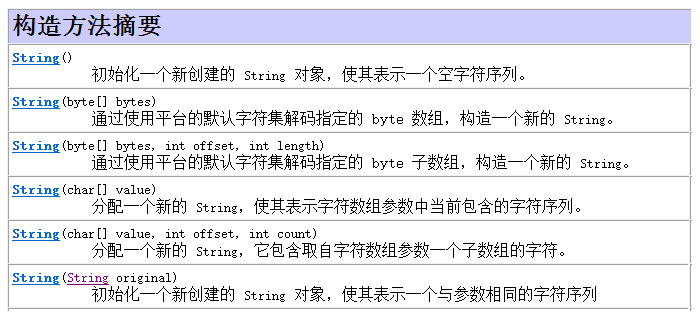 构造方法摘要
String()
初始化一个新创建的 String 对象，使其表示一个空字符序列。
String(byte[] bytes)
通过使用平台的默认字符集解码指定的 byte 数组，构造一个新的 String。
String(byte[] bytes, int offset, int length)
通过使用平台的默认字符集解码指定的 byte 子数组，构造一个新的 String。
String(char[] value)
分配一个新的 String，使其表示字符数组参数中当前包含的字符序列。
String(char[] value, int offset, int count)
分配一个新的 String，它包含取自字符数组参数一个子数组的字符。
String(String original)
初始化一个新创建的 String 对象，使其表示一个与参数相同的字符序列